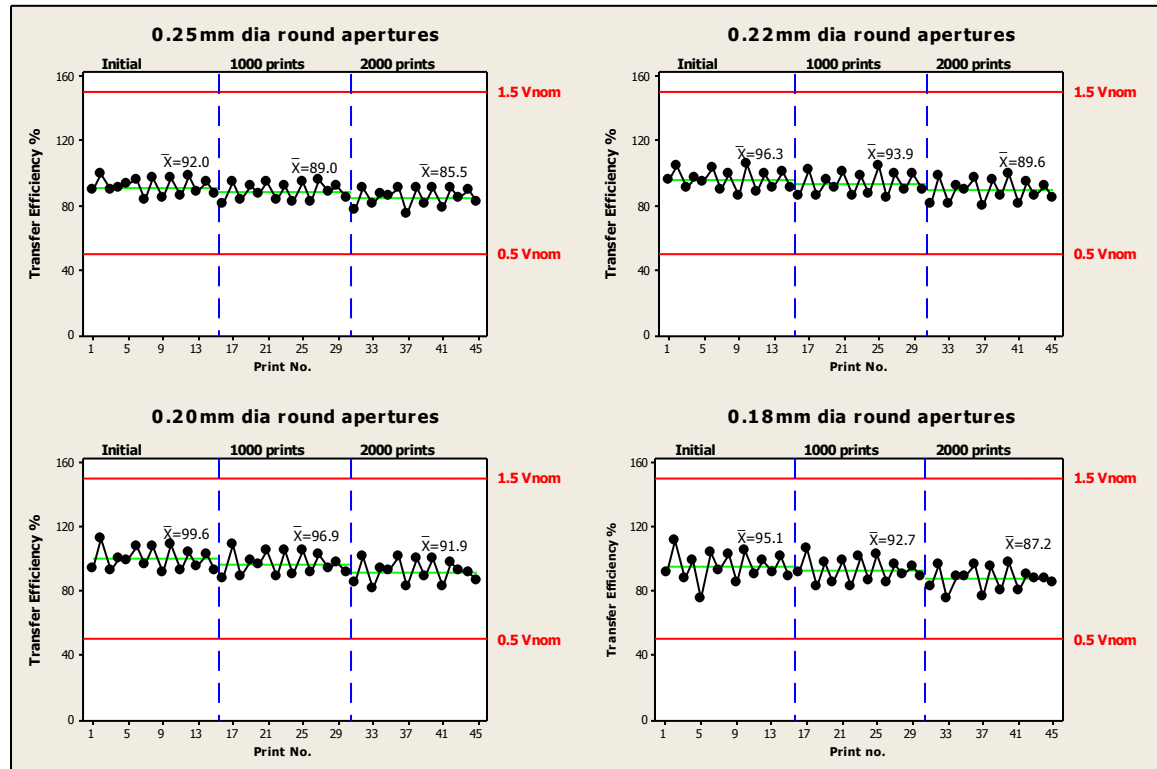 0.25mm dia round apertures
Initial 1000 prints 2000 prints
160
120
80
40
0
Transfer Efficiency %
X̅=92.0
X̅=89.0
X̅=85.5
1.5 Vnom
0.5 Vnom
1 5 9 13 17 21 25 29 33 37 41 45
Print No.
0.22mm dia round apertures
Initial 1000 prints 2000 prints
160
120
80
40
0
Transfer Efficiency %
X̅=96.3
X̅=93.9
X̅=89.6
1.5 Vnom
0.5 Vnom
1 5 9 13 17 21 25 29 33 37 41 45
Print No.
0.20mm dia round apertures
Initial 1000 prints 2000 prints
160
120
80
40
0
Transfer Efficiency %
X̅=99.6
X̅=96.9
X̅=91.9
1.5 Vnom
0.5 Vnom
1 5 9 13 17 21 25 29 33 37 41 45
Print No.
0.18mm dia round apertures
Initial 1000 prints 2000 prints
160
120
80
40
0
Transfer Efficiency %
X̅=95.1
X̅=92.7
X̅=87.2
1.5 Vnom
0.5 Vnom
1 5 9 13 17 21 25 29 33 37 41 45
Print no.